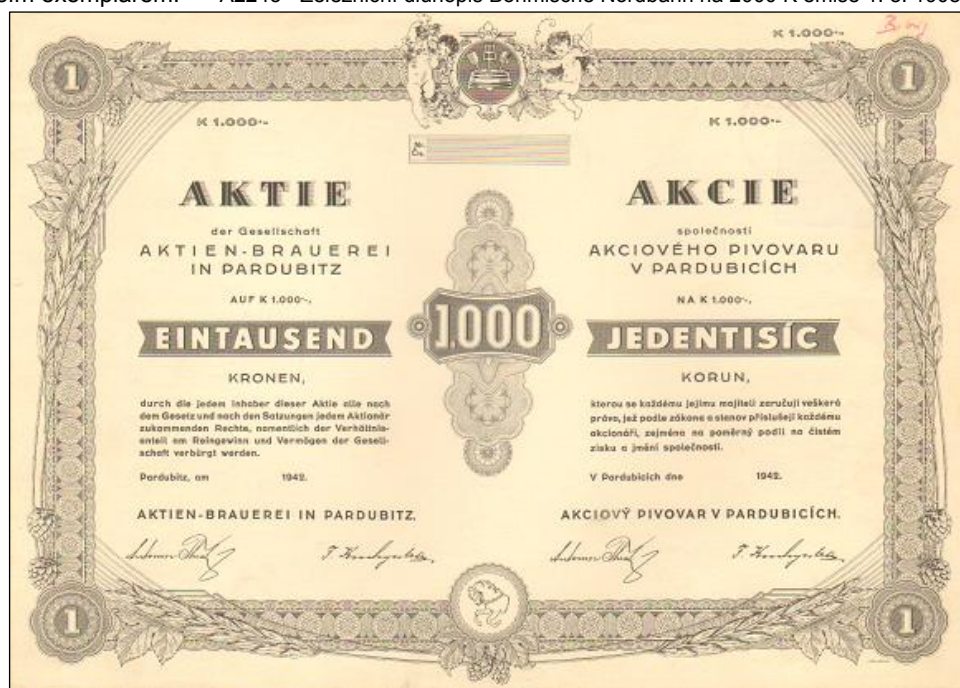 ím exemplářem.
K 1.000·-
1
1
K 1.000·-
K 1.000·-
AKTIE
der Gesellschaft
AKTIEN-BRAUEREI
IN PARDUBITZ
AUF K 1.000·-,
EINTAUSEND
KRONEN,
durch die jedem Inhaber dieser Aktie alle nach
dem Gesetz und nach den Satzungen jedem Aktionär
zukommenden Rechte, namentlich der Verhältnis-
anteil am Reingewinn und Vermögen der Gesell-
schaft verbürgt werden.
Pardubitz, am 1942.
AKTIEN-BRAUEREI IN PARDUBITZ.
1.000
AKCIE
společnosti
AKCIOVÉHO PIVOVARU
V PARDUBICÍCH
NA K 1.000·-,
JEDENTISÍC
KORUN,
kterou se každému jejímu majiteli zaručují veškerá
práva, jež podle zákona a stanov příslušejí každému
akcionáři, zejména na poměrný podíl na čistém
zisku a jmění společnosti.
V Pardubicích dne 1942.
AKCIOVÝ PIVOVAR V PARDUBICÍCH.
1
1